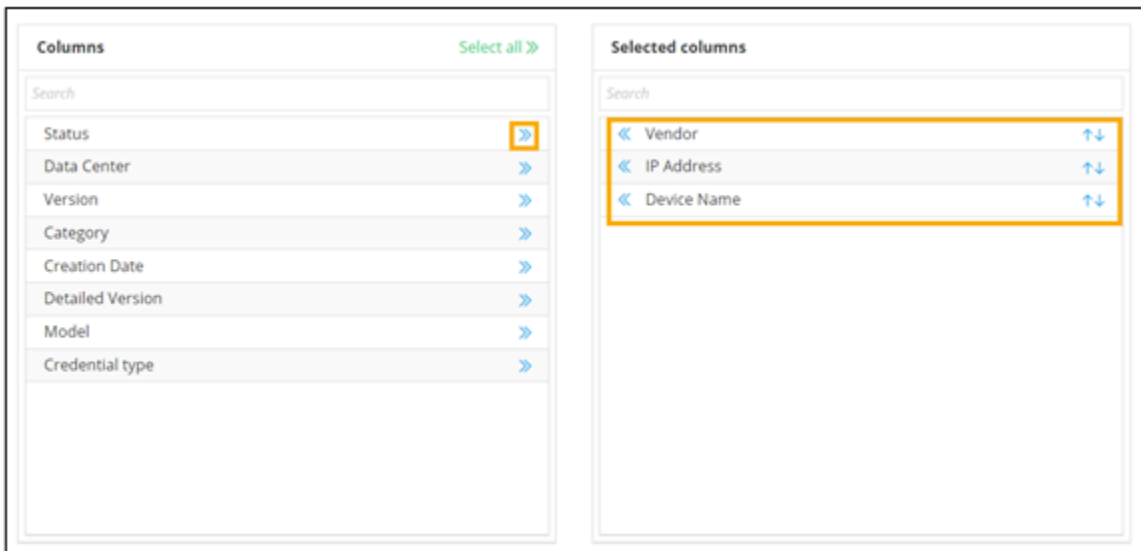 Columns
Select all »
Search
Status
Data Center
Version
Category
Creation Date
Detailed Version
Model
Credential type
Selected columns
Search
Vendor
IP Address
Device Name